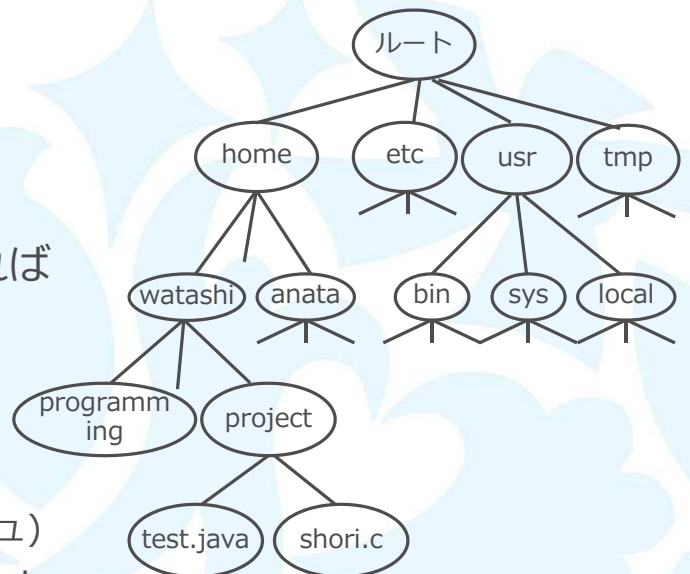 ルート
home
etc
usr
tmp
れば
watashi
anata
bin
sys
local
programm
ing
project
ュ）
test.java
shori.c